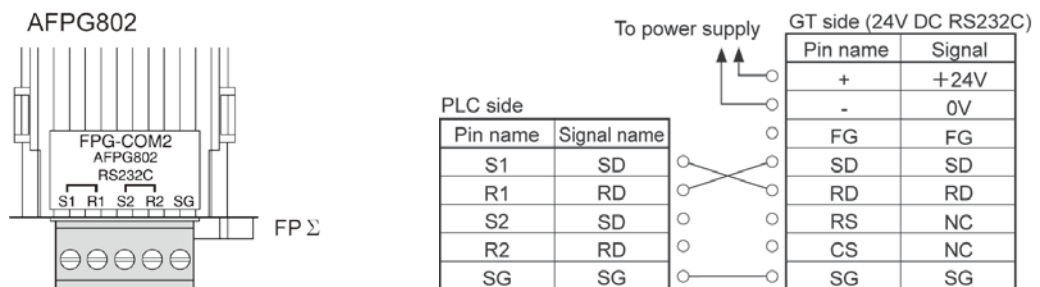 AFPG802
FPG-COM2
AFPG802
RS232C
S1 R1 S2 R2 SG
FPΣ
To power supply
PLC side
Pin name Signal name
S1 SD
R1 RD
S2 SD
R2 RD
SG SG
GT side (24V DC RS232C)
Pin name Signal
+ +24V
- 0V
FG FG
SD SD
RD RD
RS NC
CS NC
SG SG